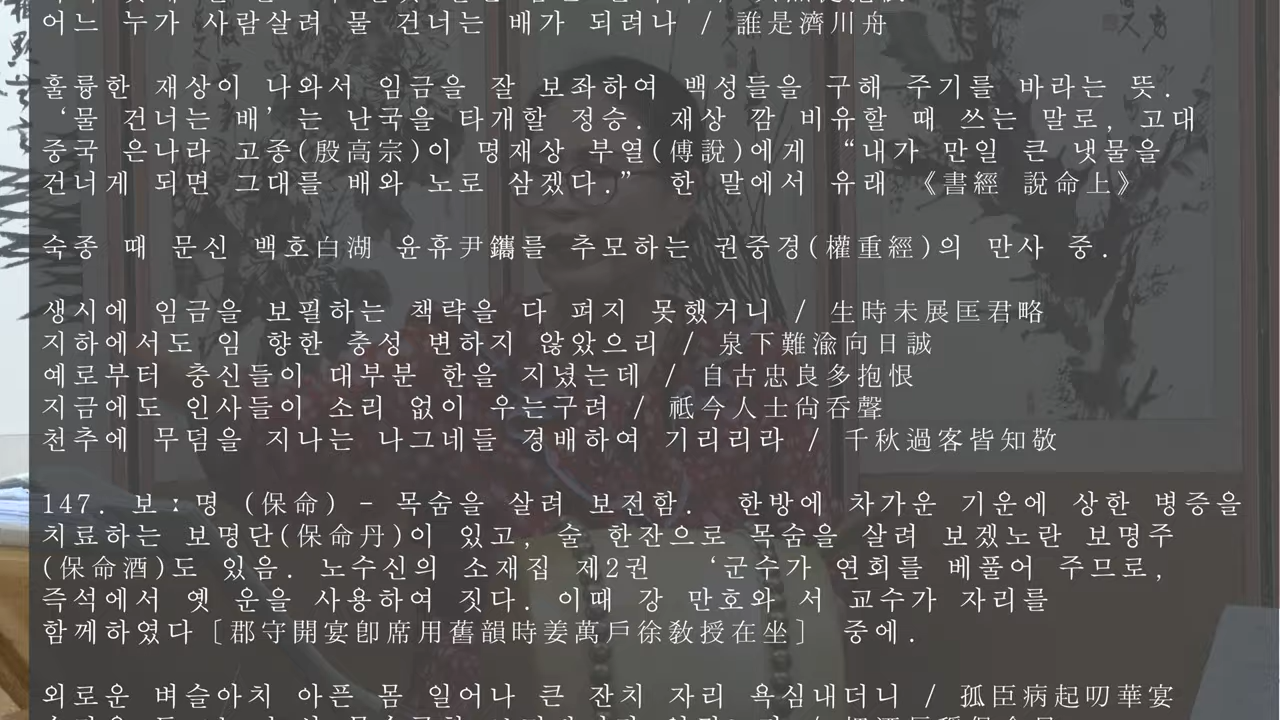 어느 누가 사람살려 물 건너는 배가 되려나 / 誰是濟川舟
훌륭한 재상이 나와서 임금을 잘 보좌하여 백성들을 구해 주기를 바라는 뜻.
‘물 건너는 배’는 난국을 타개할 정승. 재상 깜 비유할 때 쓰는 말로, 고대
중국 은나라 고종(殷高宗)이 명재상 부열(傅說)에게 “내가 만일 큰 냇물을
건너게 되면 그대를 배와 노로 삼겠다.” 한 말에서 유래 《書經 說命上》
숙종 때 문신 백호白湖 윤휴尹鑴를 추모하는 권중경(權重經)의 만사 중.
생시에 임금을 보필하는 책략을 다 펴지 못했거니 / 生時未展匡君略
지하에서도 임 향한 충성 변하지 않았으리 / 泉下難渝向日誠
예로부터 충신들이 대부분 한을 지녔는데 / 自古忠良多抱恨
지금에도 인사들이 소리 없이 우는구려 / 祗今人士尙呑聲
천추에 무덤을 지나는 나그네들 경배하여 기리리라 / 千秋過客皆知敬
147. 보:명 (保命) - 목숨을 살려 보전함. 한방에 차가운 기운에 상한 병증을
치료하는 보명단(保命丹)이 있고, 술 한잔으로 목숨을 살려 보겠노란 보명주
(保命酒)도 있음. 노수신의 소재집 제2권 ‘군수가 연회를 베풀어 주므로,
즉석에서 옛 운을 사용하여 짓다. 이때 강 만호와 서 교수가 자리를
함께하였다［郡守開宴卽席用舊韻時姜萬戶徐敎授在坐］ 중에.
외로운 벼슬아치 아픈 몸 일어나 큰 잔치 자리 욕심내더니 / 孤臣病起叨華宴